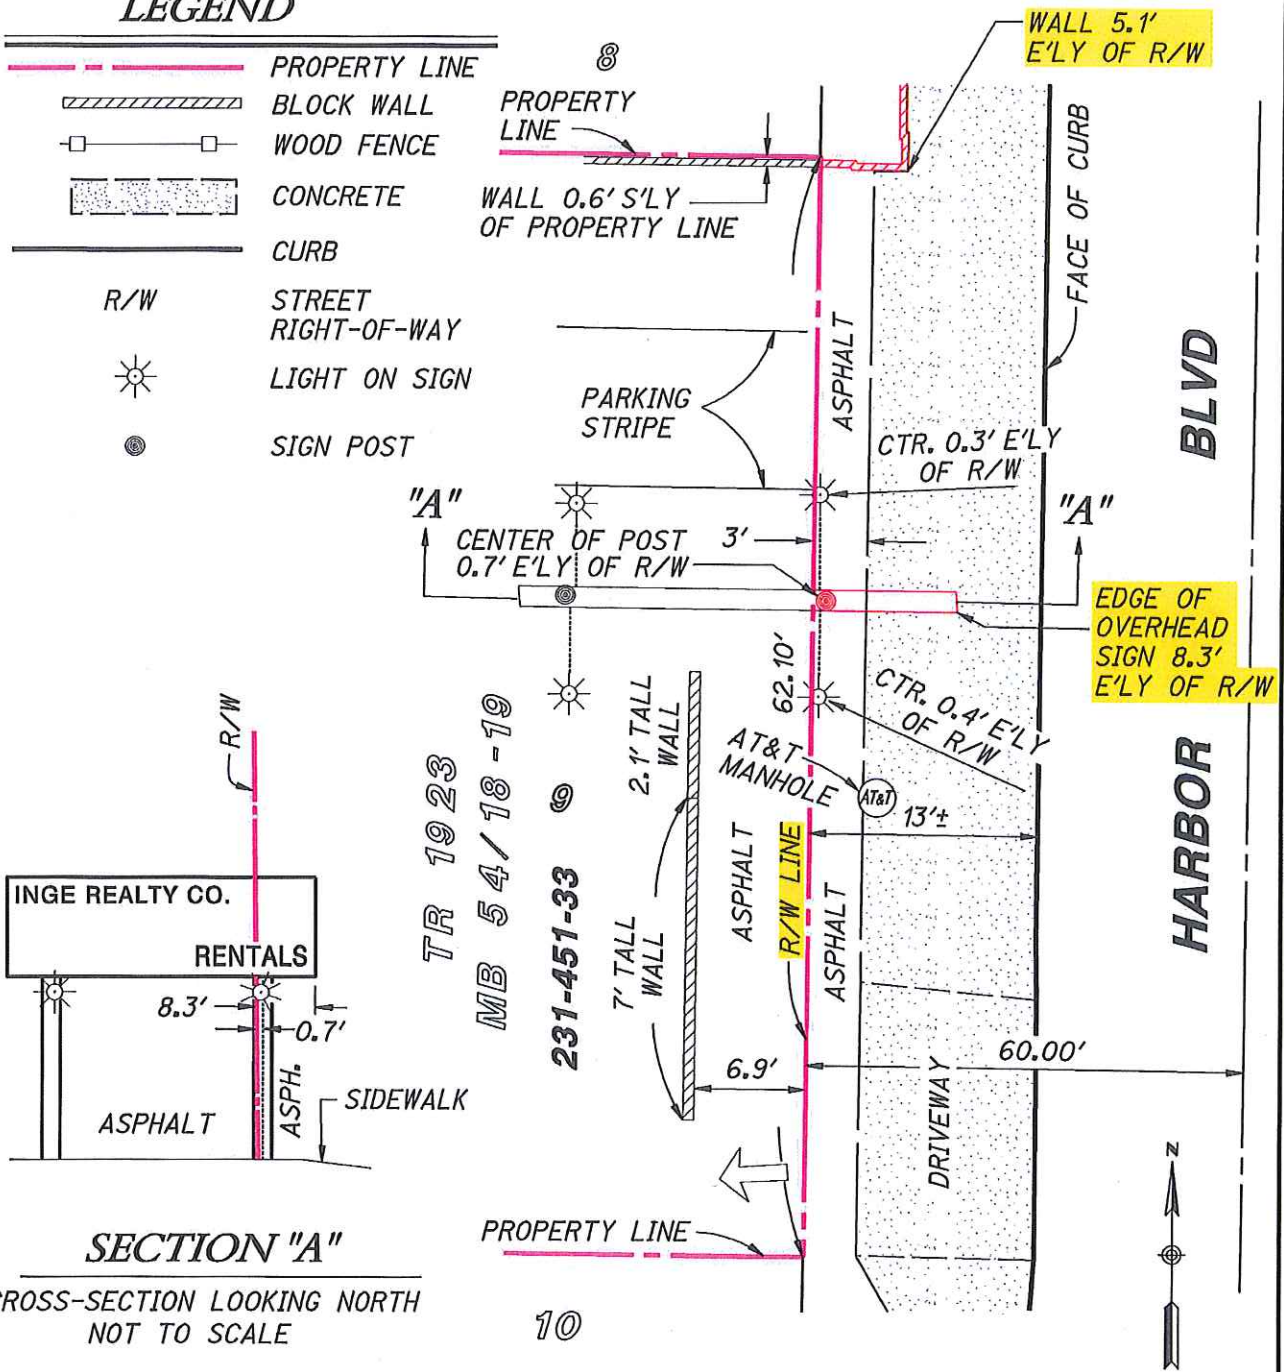 LEGEND
PROPERTY LINE
BLOCK WALL
WOOD FENCE
CONCRETE
CURB
R/W
STREET
RIGHT-OF-WAY
LIGHT ON SIGN
SIGN POST
8
PROPERTY
LINE
WALL 0.6' S'LY
OF PROPERTY LINE
WALL 5.1'
E'LY OF R/W
FACE OF CURB
ASPHALT
PARKING
STRIPE
CTR. 0.3' E'LY
OF R/W
"A"
"A"
CENTER OF POST
0.7' E'LY OF R/W
3'
EDGE OF
OVERHEAD
SIGN 8.3'
E'LY OF R/W
62.10'
CTR. 0.4' E'LY
OF R/W
AT&T
MANHOLE
AT&T
13'±
2.1' TALL
WALL
7' TALL
WALL
ASPHALT
R/W LINE
ASPHALT
TR 1923
MB 54/18-19
9
231-451-33
6.9'
60.00'
DRIVEWAY
HARBOR BLVD
N
PROPERTY LINE
10
R/W
INGE REALTY CO.
RENTALS
8.3'
0.7'
ASPHALT
ASPH.
SIDEWALK
SECTION "A"
CROSS-SECTION LOOKING NORTH
NOT TO SCALE